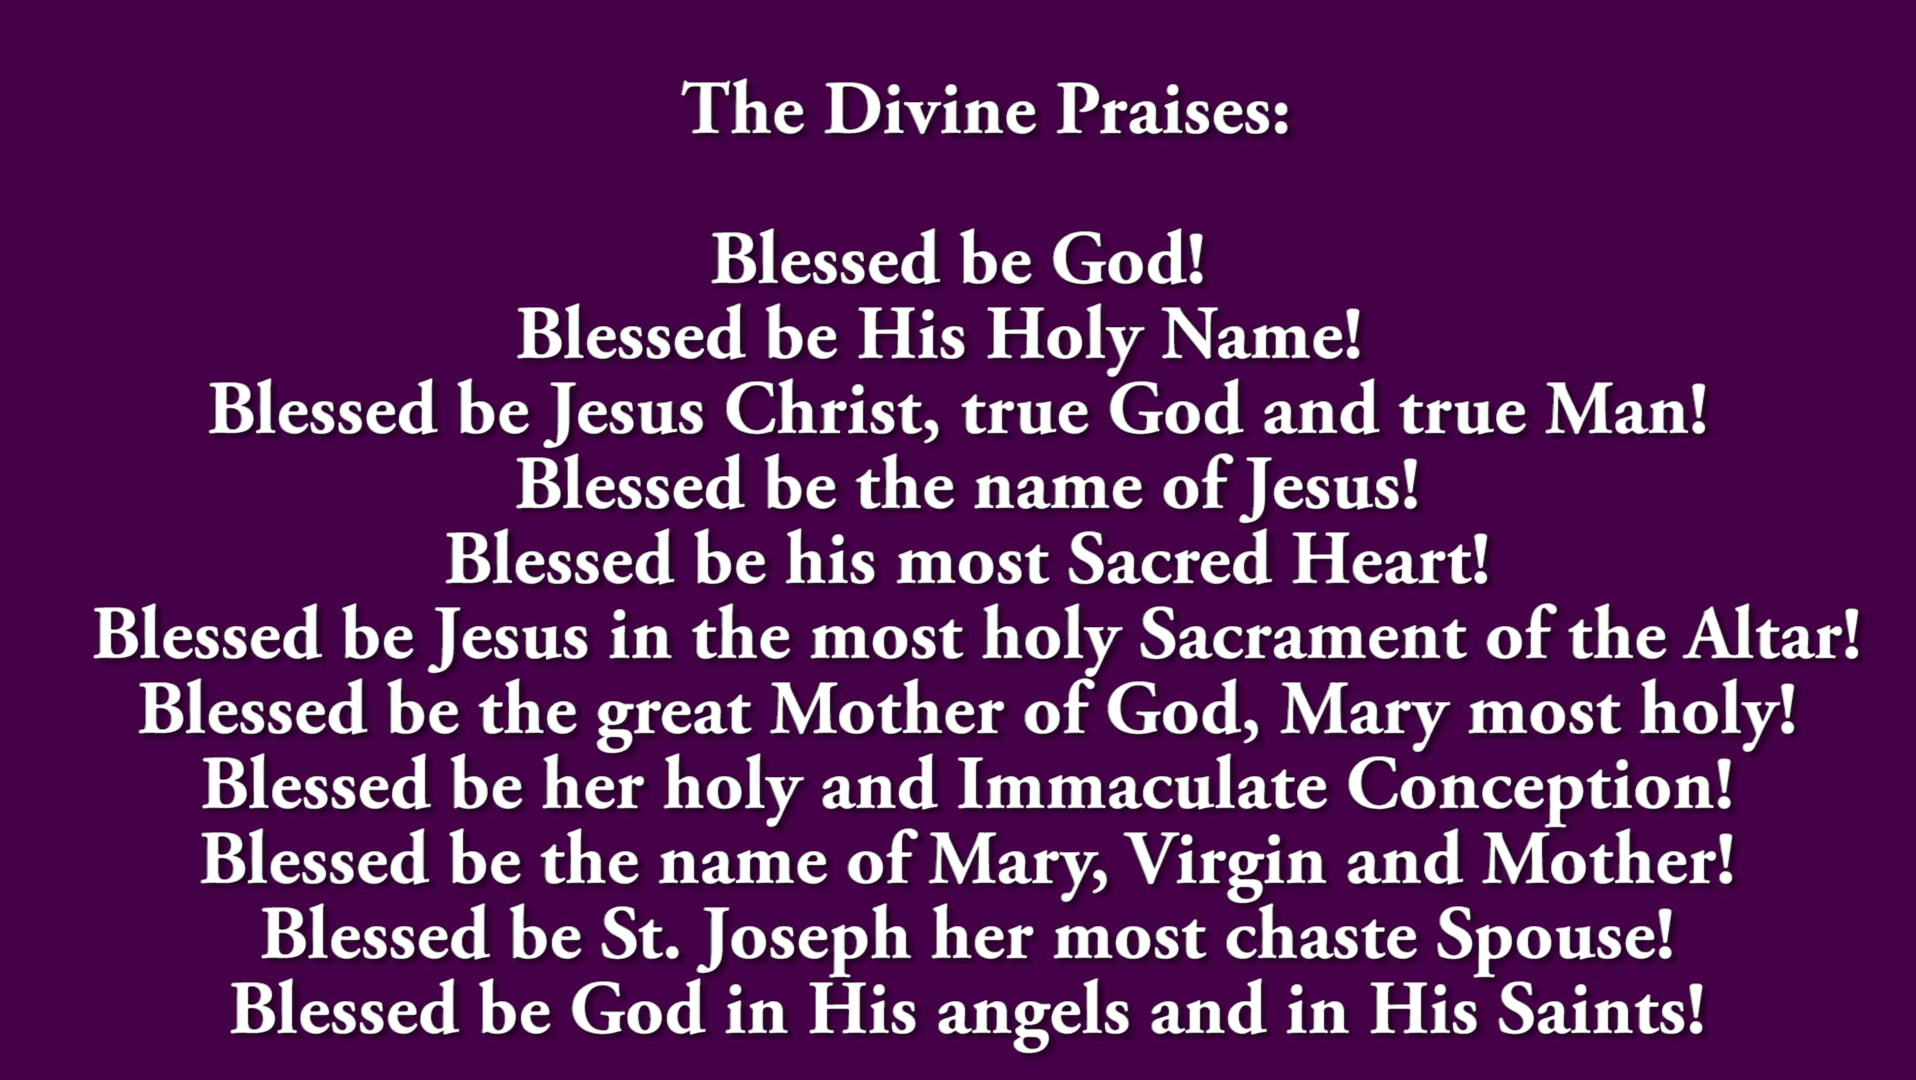 The Divine Praises:
Blessed be God!
Blessed be His Holy Name!
Blessed be Jesus Christ, true God and true Man!
Blessed be the name of Jesus!
Blessed be his most Sacred Heart!
Blessed be Jesus in the most holy Sacrament of the Altar!
Blessed be the great Mother of God, Mary most holy!
Blessed be her holy and Immaculate Conception!
Blessed be the name of Mary, Virgin and Mother!
Blessed be St. Joseph her most chaste Spouse!
Blessed be God in His angels and in His Saints!